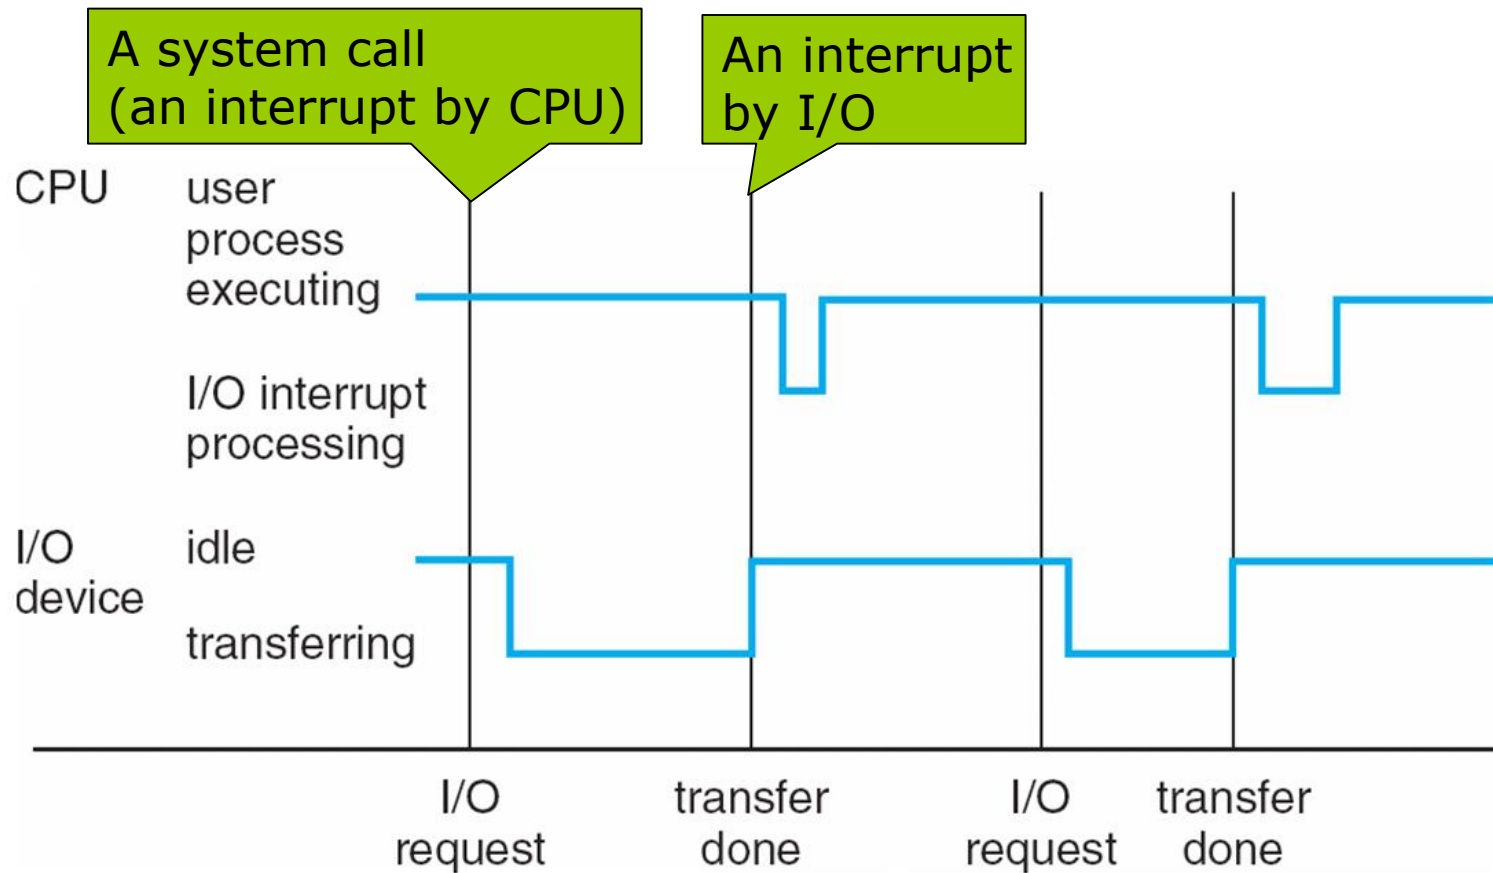 A system call
(an interrupt by CPU)
An interrupt
by I/O
CPU
user
process
executing
I/O interrupt
processing
I/O
device
idle
transferring
I/O
request
transfer
done
I/O
request
transfer
done